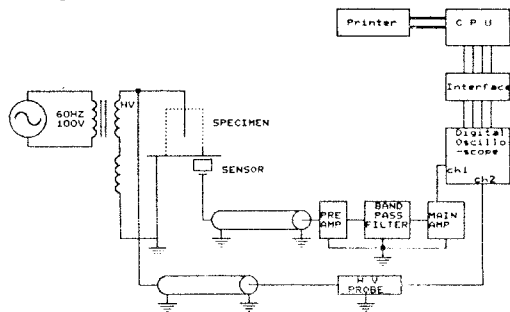 Printer
C P U
Interface
Digital
Oscillo
-scope
ch1
ch2
60HZ
100V
HV
SPECIMEN
SENSOR
PRE
AMP
BAND
PASS
FILTER
MAIN
AMP
H V
PROBE